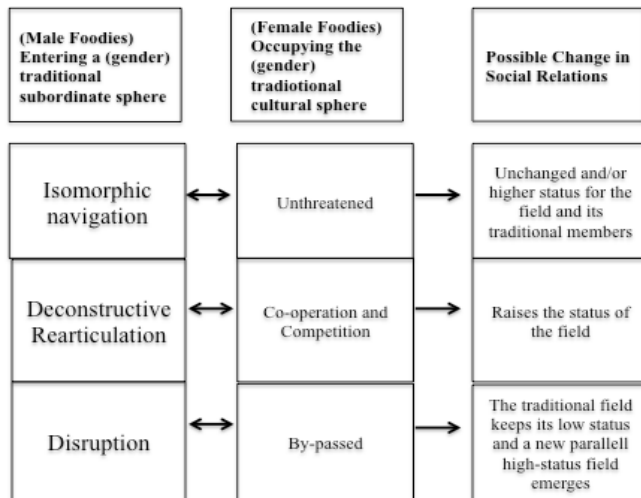 (Male Foodies)
Entering a (gender)
traditional
subordinate sphere
(Female Foodies)
Occupying the
(gender)
tradiotional
cultural sphere
Possible Change in
Social Relations
Isomorphic
navigation
Unthreatened
Unchanged and/or
higher status for the
field and its
traditional members
Deconstructive
Rearticulation
Co-operation and
Competition
Raises the status of
the field
Disruption
By-passed
The traditional field
keeps its low status
and a new parallell
high-status field
emerges